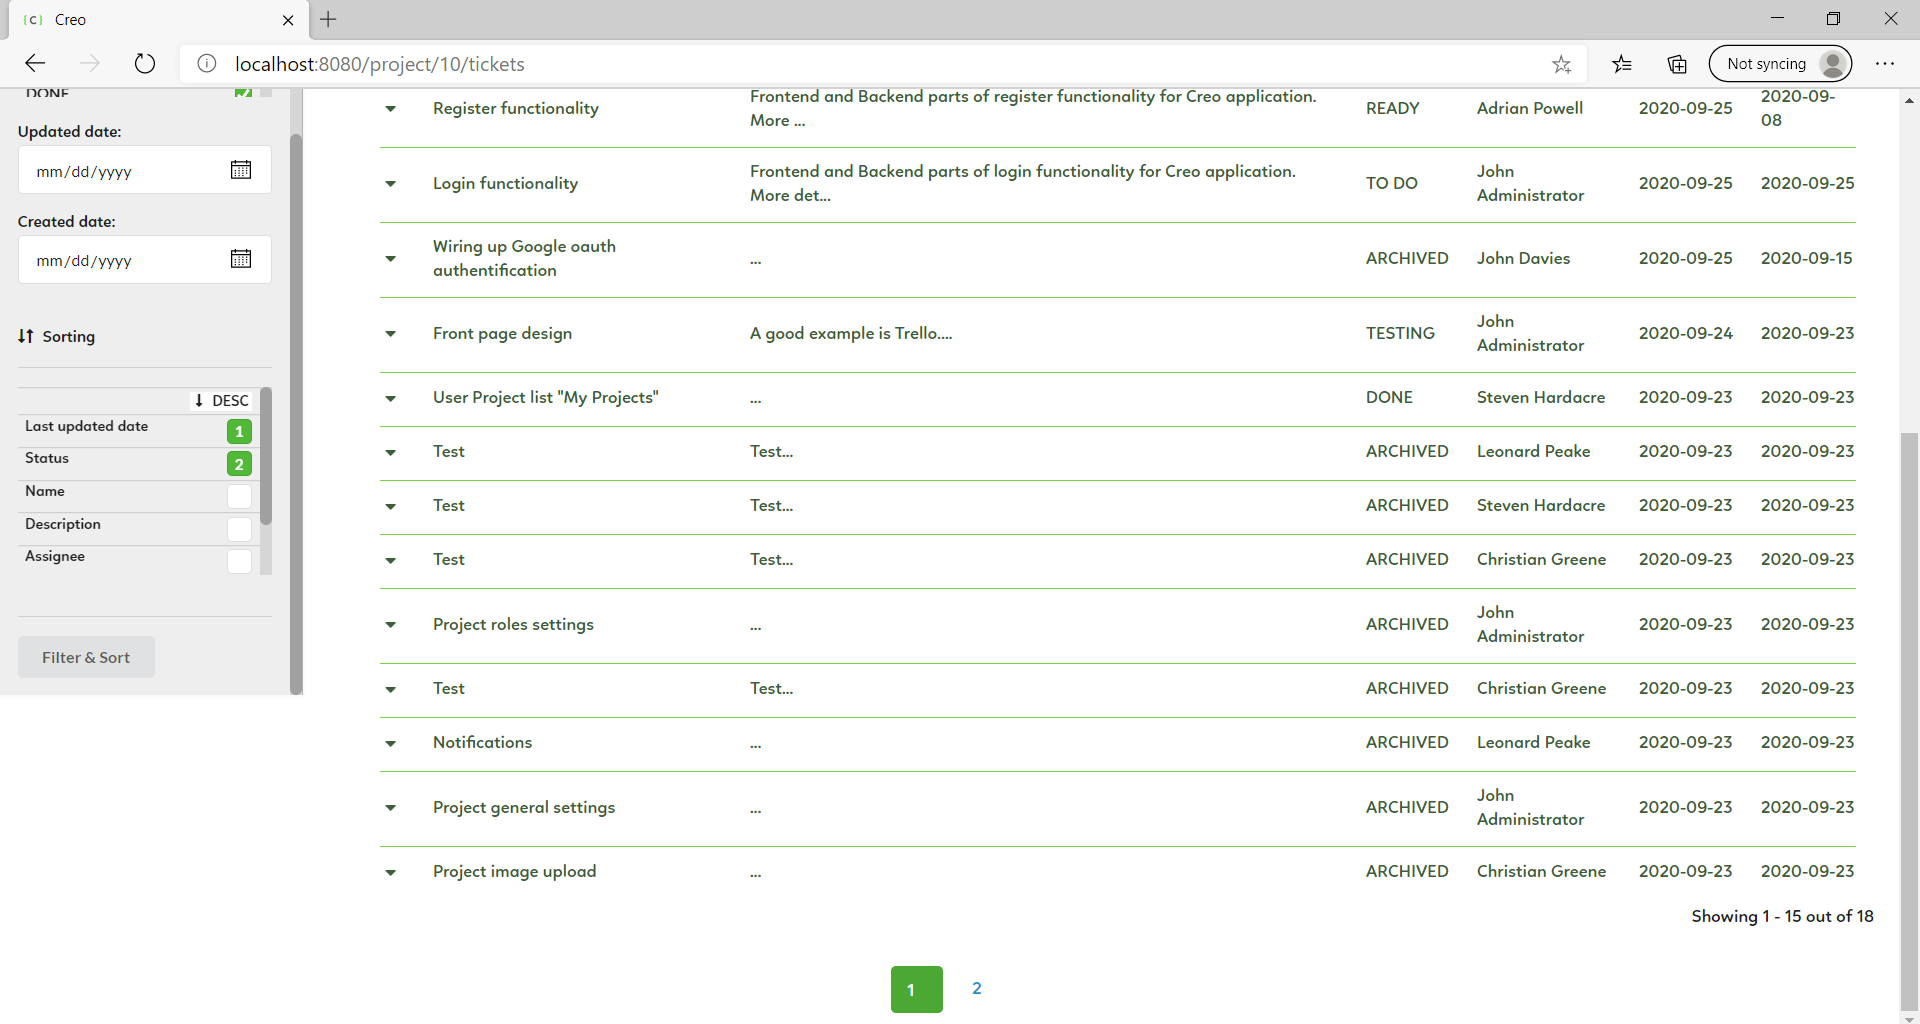 {c} Creo
localhost:8080/project/10/tickets
Not syncing
DONE
Updated date:
mm/dd/yyyy
Created date:
mm/dd/yyyy
Sorting
DESC
Last updated date 1
Status 2
Name
Description
Assignee
Filter & Sort
Register functionality
Frontend and Backend parts of register functionality for Creo application.
More ...
READY
Adrian Powell
2020-09-25
2020-09-
08
Login functionality
Frontend and Backend parts of login functionality for Creo application.
More det...
TO DO
John
Administrator
2020-09-25
2020-09-25
Wiring up Google oauth
authentification
...
ARCHIVED
John Davies
2020-09-25
2020-09-15
Front page design
A good example is Trello....
TESTING
John
Administrator
2020-09-24
2020-09-23
User Project list "My Projects"
...
DONE
Steven Hardacre
2020-09-23
2020-09-23
Test
Test...
ARCHIVED
Leonard Peake
2020-09-23
2020-09-23
Test
Test...
ARCHIVED
Steven Hardacre
2020-09-23
2020-09-23
Test
Test...
ARCHIVED
Christian Greene
2020-09-23
2020-09-23
Project roles settings
...
ARCHIVED
John
Administrator
2020-09-23
2020-09-23
Test
Test...
ARCHIVED
Christian Greene
2020-09-23
2020-09-23
Notifications
...
ARCHIVED
Leonard Peake
2020-09-23
2020-09-23
Project general settings
...
ARCHIVED
John
Administrator
2020-09-23
2020-09-23
Project image upload
...
ARCHIVED
Christian Greene
2020-09-23
2020-09-23
Showing 1 - 15 out of 18
1 2